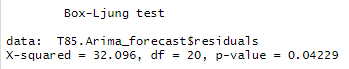 Box-Ljung test
data:  T85.Arima_forecast$residuals
X-squared = 32.096, df = 20, p-value = 0.04229